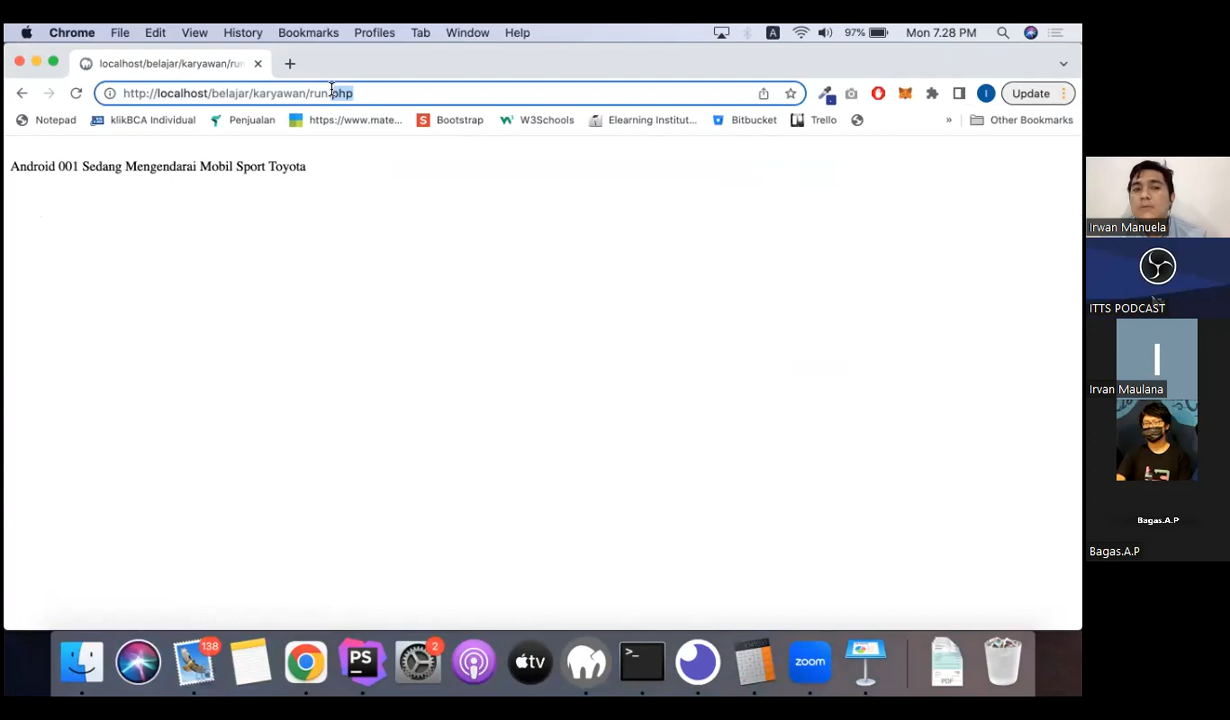 Chrome File Edit View History Bookmarks Profiles Tab Window Help A 97% Mon 7.28 PM
localhost/belajar/karyawan/run
http://localhost/belajar/karyawan/run.php Update
Notepad klikBCA Individual Penjualan https://www.mate... Bootstrap W3Schools Elearning Institut... Bitbucket Trello » Other Bookmarks
Android 001 Sedang Mengendarai Mobil Sport Toyota
Irwan Manuela
ITTS PODCAST
I
Irvan Maulana
Bagas.A.P
Bagas.A.P
138 PS 2 tv >_ zoom PDF